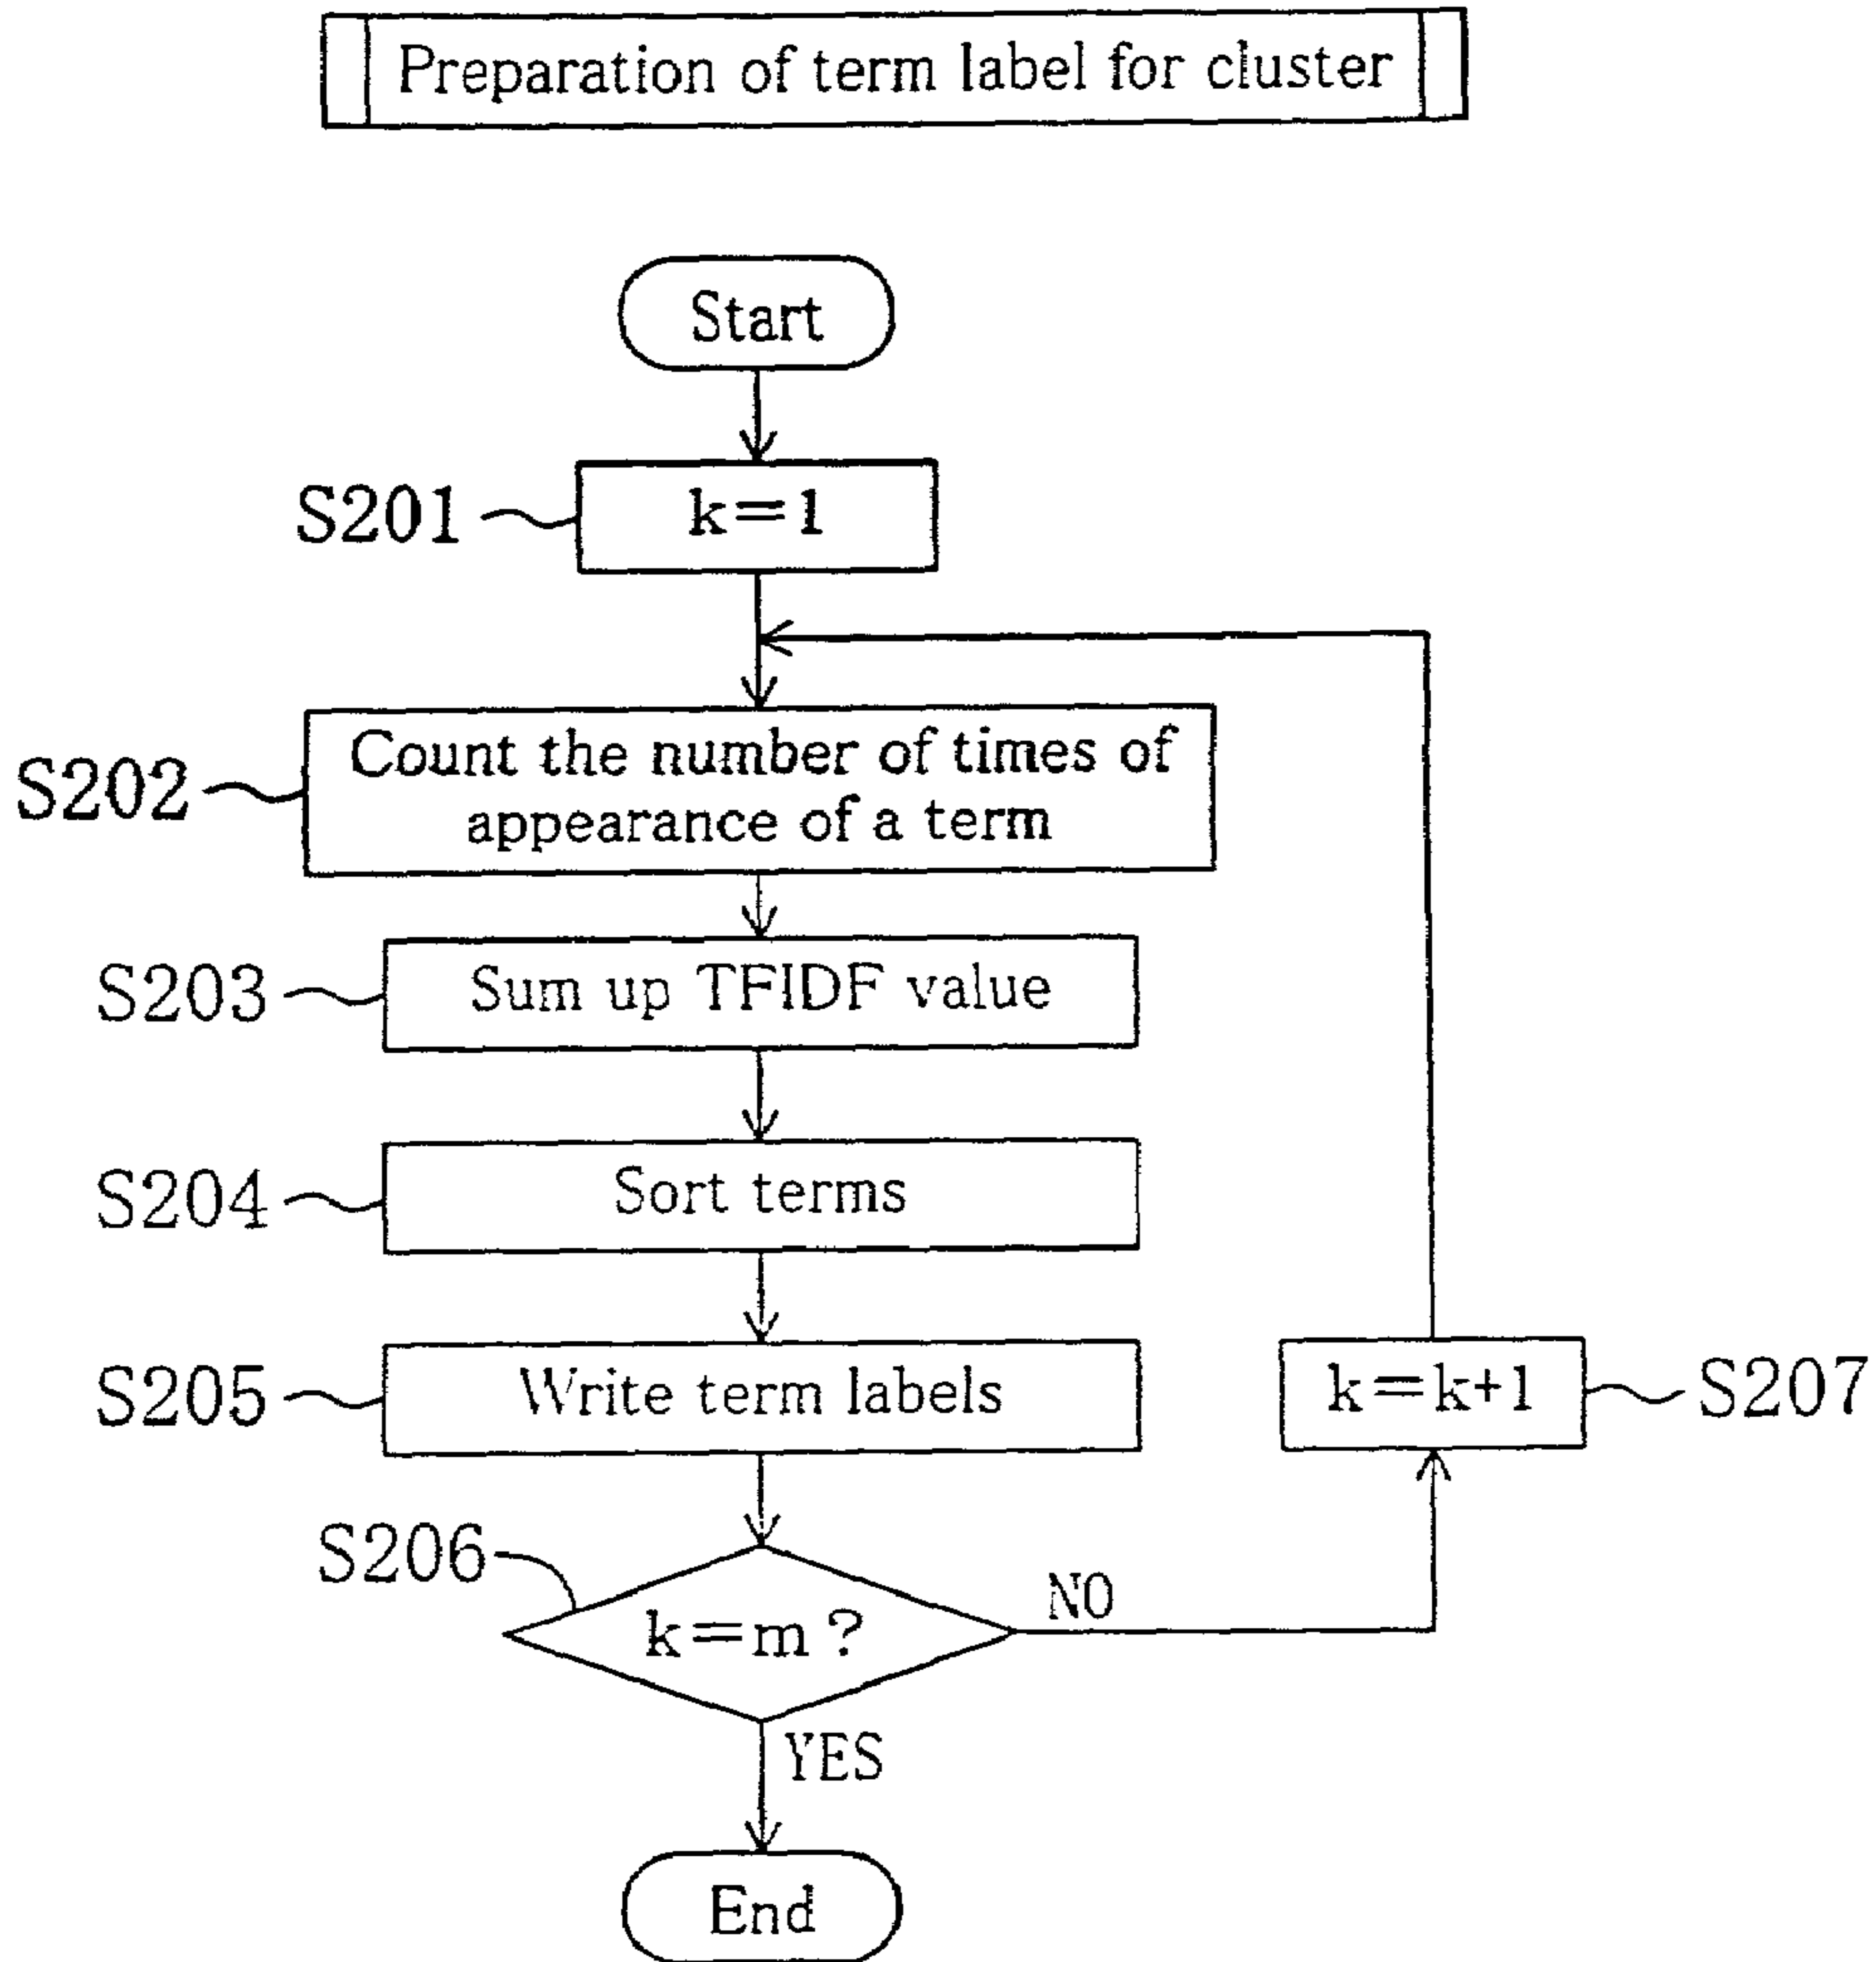 Preparation of term label for cluster
Start
S201
k=1
S202
Count the number of times of
appearance of a term
S203
Sum up TFIDF value
S204
Sort terms
S205
Write term labels
k=k+1
S207
S206
k=m?
NO
YES
End